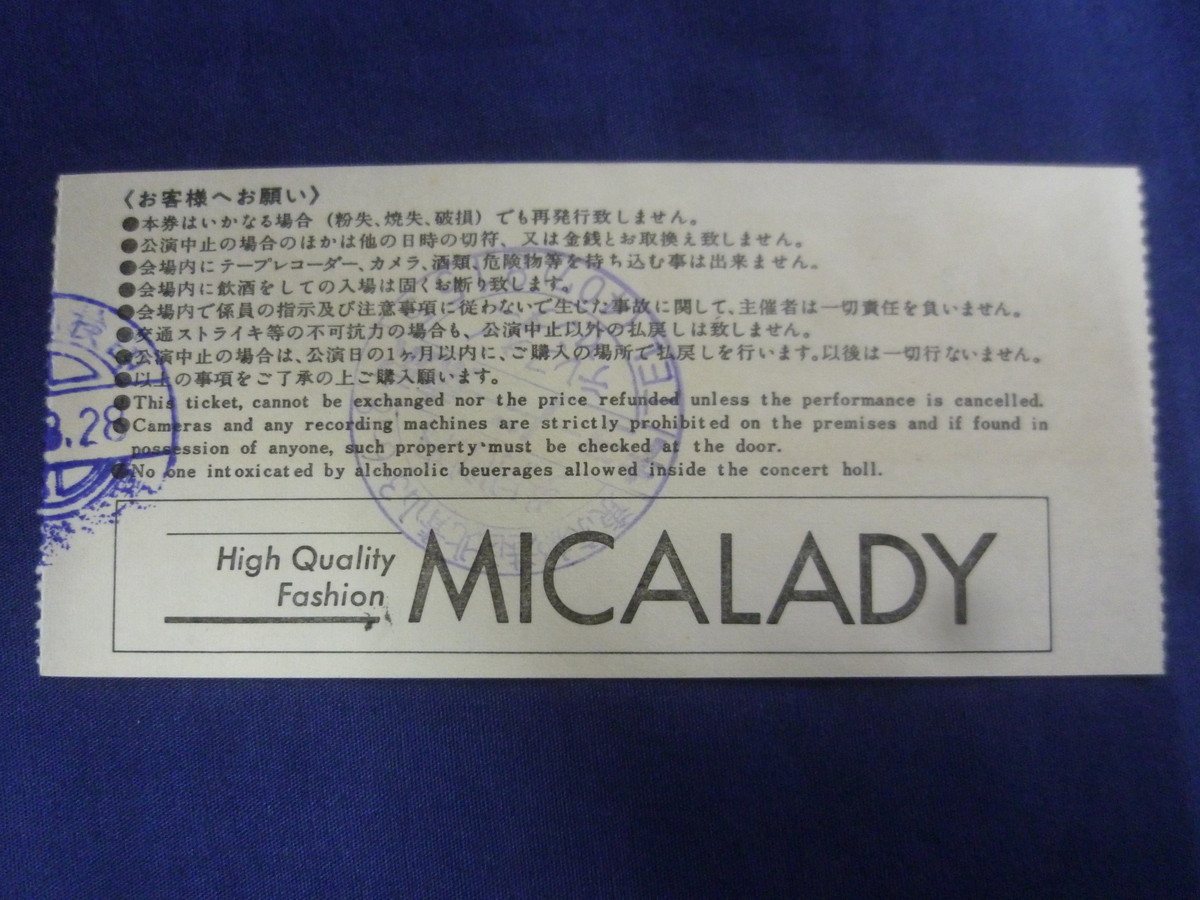 〈お客様へお願い〉
●本券はいかなる場合（粉失、焼失、破損）でも再発行致しません。
●公演中止の場合のほかは他の日時の切符、又は金銭とお取換え致しません。
●会場内にテープレコーダー、カメラ、酒類、危険物等を持ち込む事は出来ません。
●会場内に飲酒をしての入場は固くお断り致します。
●会場内で係員の指示及び注意事項に従わないで生じた事故に関して、主催者は一切責任を負いません。
●交通ストライキ等の不可抗力の場合も、公演中止以外の払戻しは致しません。
●公演中止の場合は、公演日の1ヶ月以内に、ご購入の場所で払戻しを行います。以後は一切行ないません。
●以上の事項をご了承の上ご購入願います。
●This ticket, cannot be exchanged nor the price refunded unless the performance is cancelled.
●Cameras and any recording machines are strictly prohibited on the premises and if found in
possession of anyone, such property must be checked at the door.
●No one intoxicated by alchonolic beuerages allowed inside the concert holl.
3.28
High Quality
Fashion
MICALADY